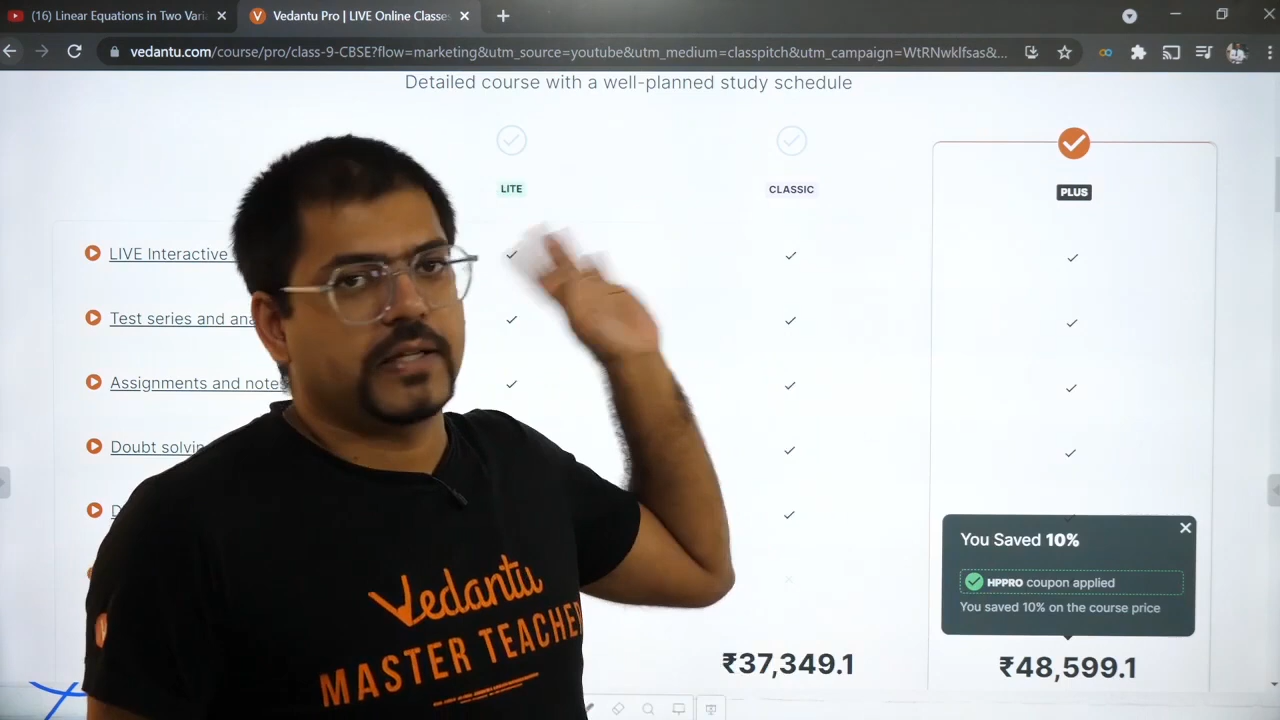 (16) Linear Equations in Two Varia
Vedantu Pro | LIVE Online Classes
vedantu.com/course/pro/class-9-CBSE?flow=marketing&utm_source=youtube&utm_medium=classpitch&utm_campaign=WtRNwklfsas&...
Detailed course with a well-planned study schedule
LITE
CLASSIC
PLUS
LIVE Interactive
Test series and ana
Assignments and notes
Doubt solvin
You Saved 10%
HPPRO coupon applied
You saved 10% on the course price
₹37,349.1
₹48,599.1
Vedantu
MASTER TEACHER